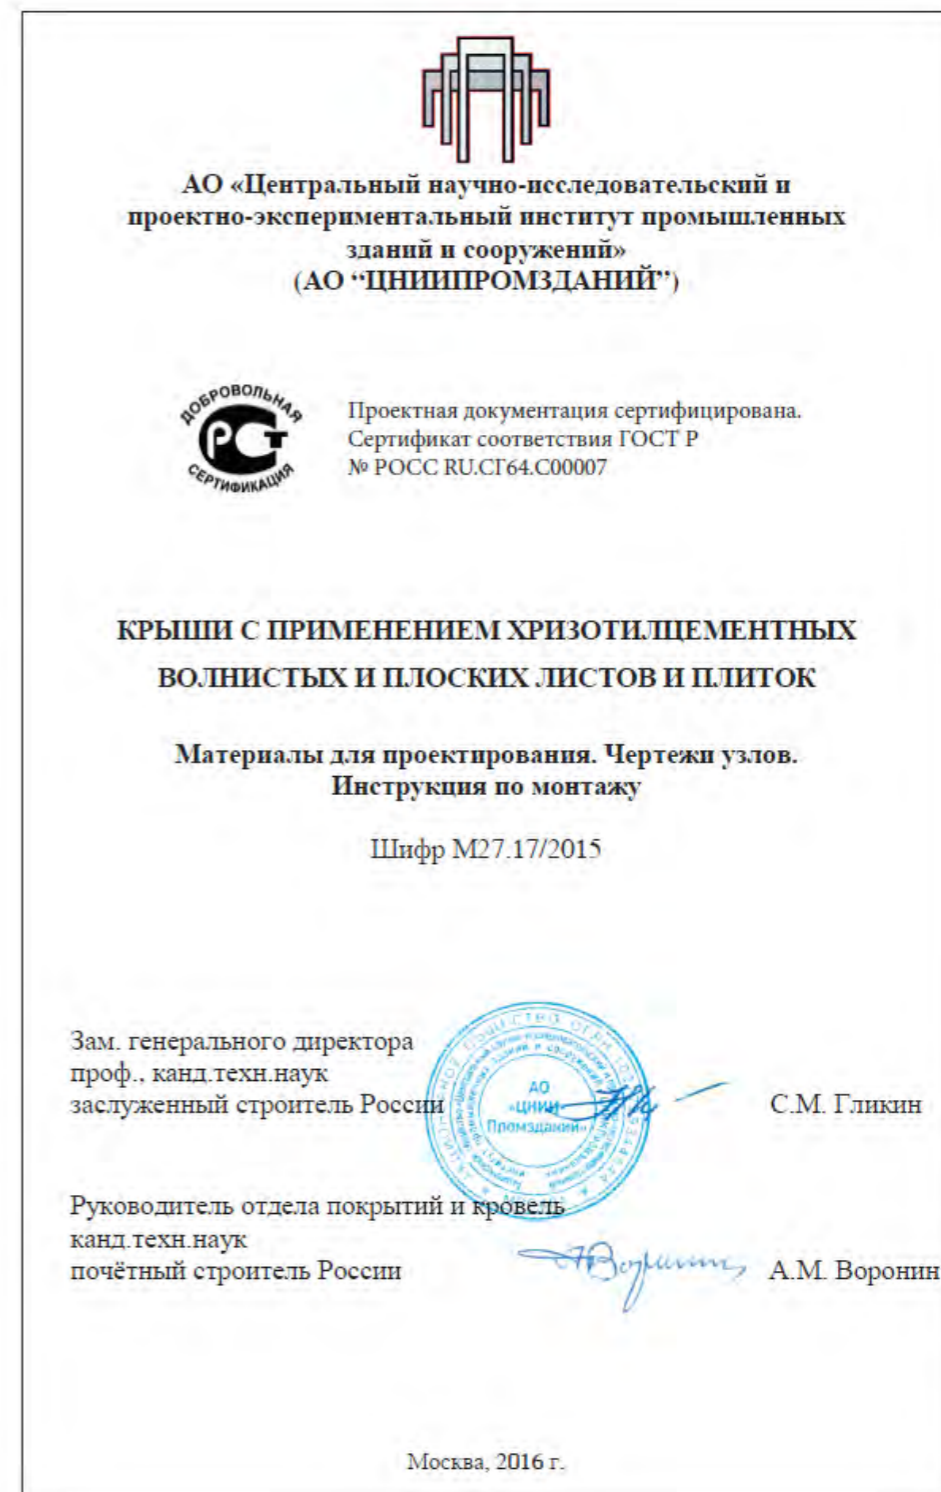 АО «Центральный научно-исследовательский и
проектно-экспериментальный институт промышленных
зданий и сооружений»
(АО “ЦНИИПРОМЗДАНИЙ”)
ДОБРОВОЛЬНАЯ
РСТ
СЕРТИФИКАЦИЯ
Проектная документация сертифицирована.
Сертификат соответствия ГОСТ Р
№ РОСС RU.СГ64.С00007
КРЫШИ С ПРИМЕНЕНИЕМ ХРИЗОТИЛЦЕМЕНТНЫХ
ВОЛНИСТЫХ И ПЛОСКИХ ЛИСТОВ И ПЛИТОК
Материалы для проектирования. Чертежи узлов.
Инструкция по монтажу
Шифр М27.17/2015
Зам. генерального директора
проф., канд.техн.наук
заслуженный строитель России
С.М. Гликин
АО
«ЦНИИ
Промзданий»
Руководитель отдела покрытий и кровель
канд.техн.наук
почётный строитель России
А.М. Воронин
Москва, 2016 г.